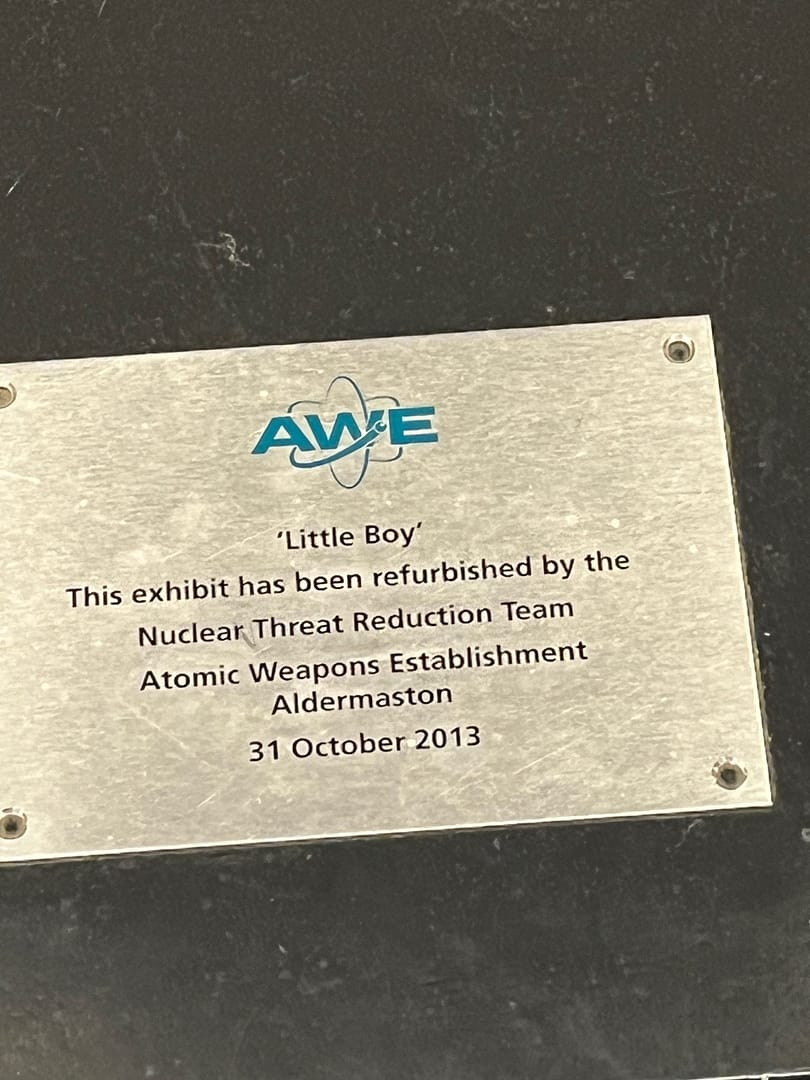 AWE
'Little Boy'
This exhibit has been refurbished by the
Nuclear Threat Reduction Team
Atomic Weapons Establishment
Aldermaston
31 October 2013